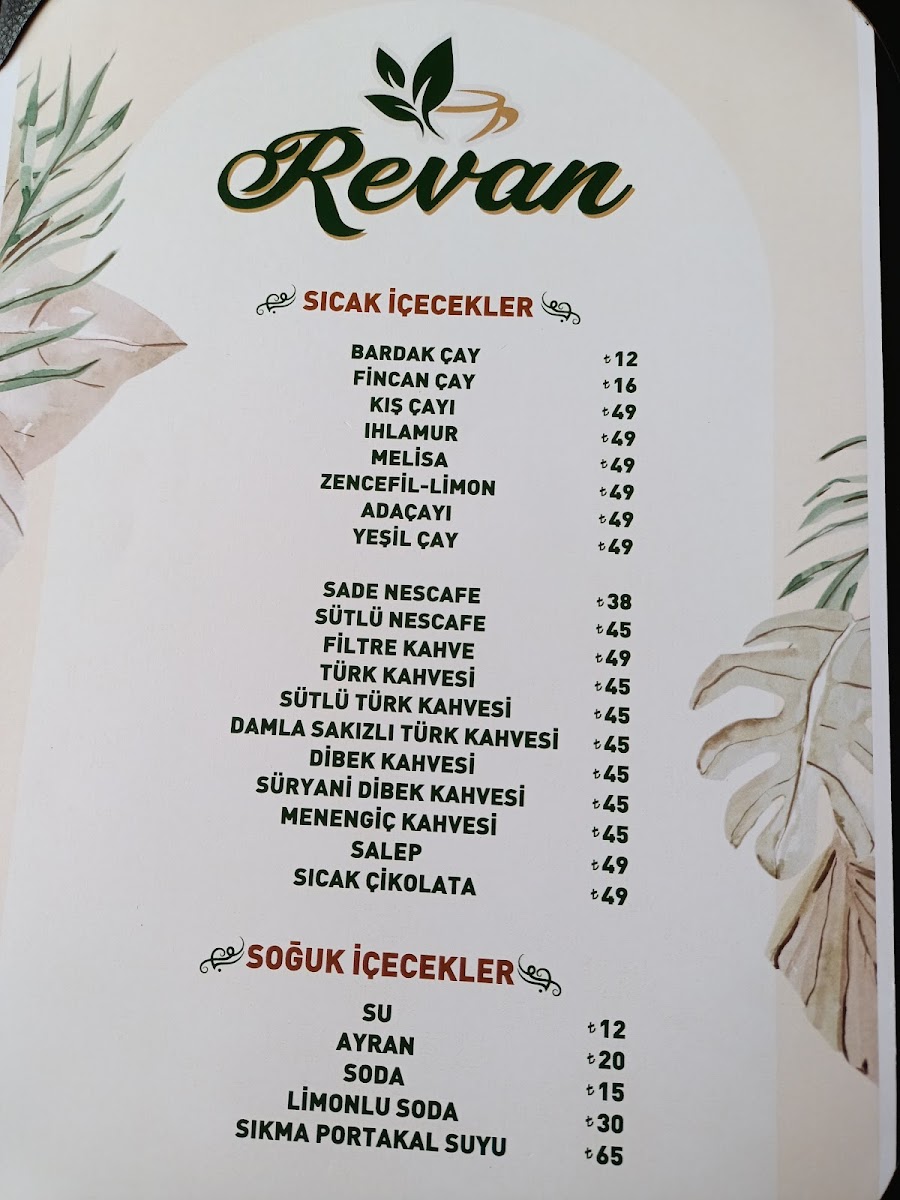 Revan
SICAK İÇECEKLER
BARDAK ÇAY ₺12
FİNCAN ÇAY ₺16
KIŞ ÇAYI ₺49
IHLAMUR ₺49
MELİSA ₺49
ZENCEFİL-LİMON ₺49
ADAÇAYI ₺49
YEŞİL ÇAY ₺49
SADE NESCAFE ₺38
SÜTLÜ NESCAFE ₺45
FİLTRE KAHVE ₺49
TÜRK KAHVESİ ₺45
SÜTLÜ TÜRK KAHVESİ ₺45
DAMLA SAKIZLI TÜRK KAHVESİ ₺45
DİBEK KAHVESİ ₺45
SÜRYANİ DİBEK KAHVESİ ₺45
MENENGİÇ KAHVESİ ₺45
SALEP ₺49
SICAK ÇİKOLATA ₺49
SOĞUK İÇECEKLER
SU ₺12
AYRAN ₺20
SODA ₺15
LİMONLU SODA ₺30
SIKMA PORTAKAL SUYU ₺65